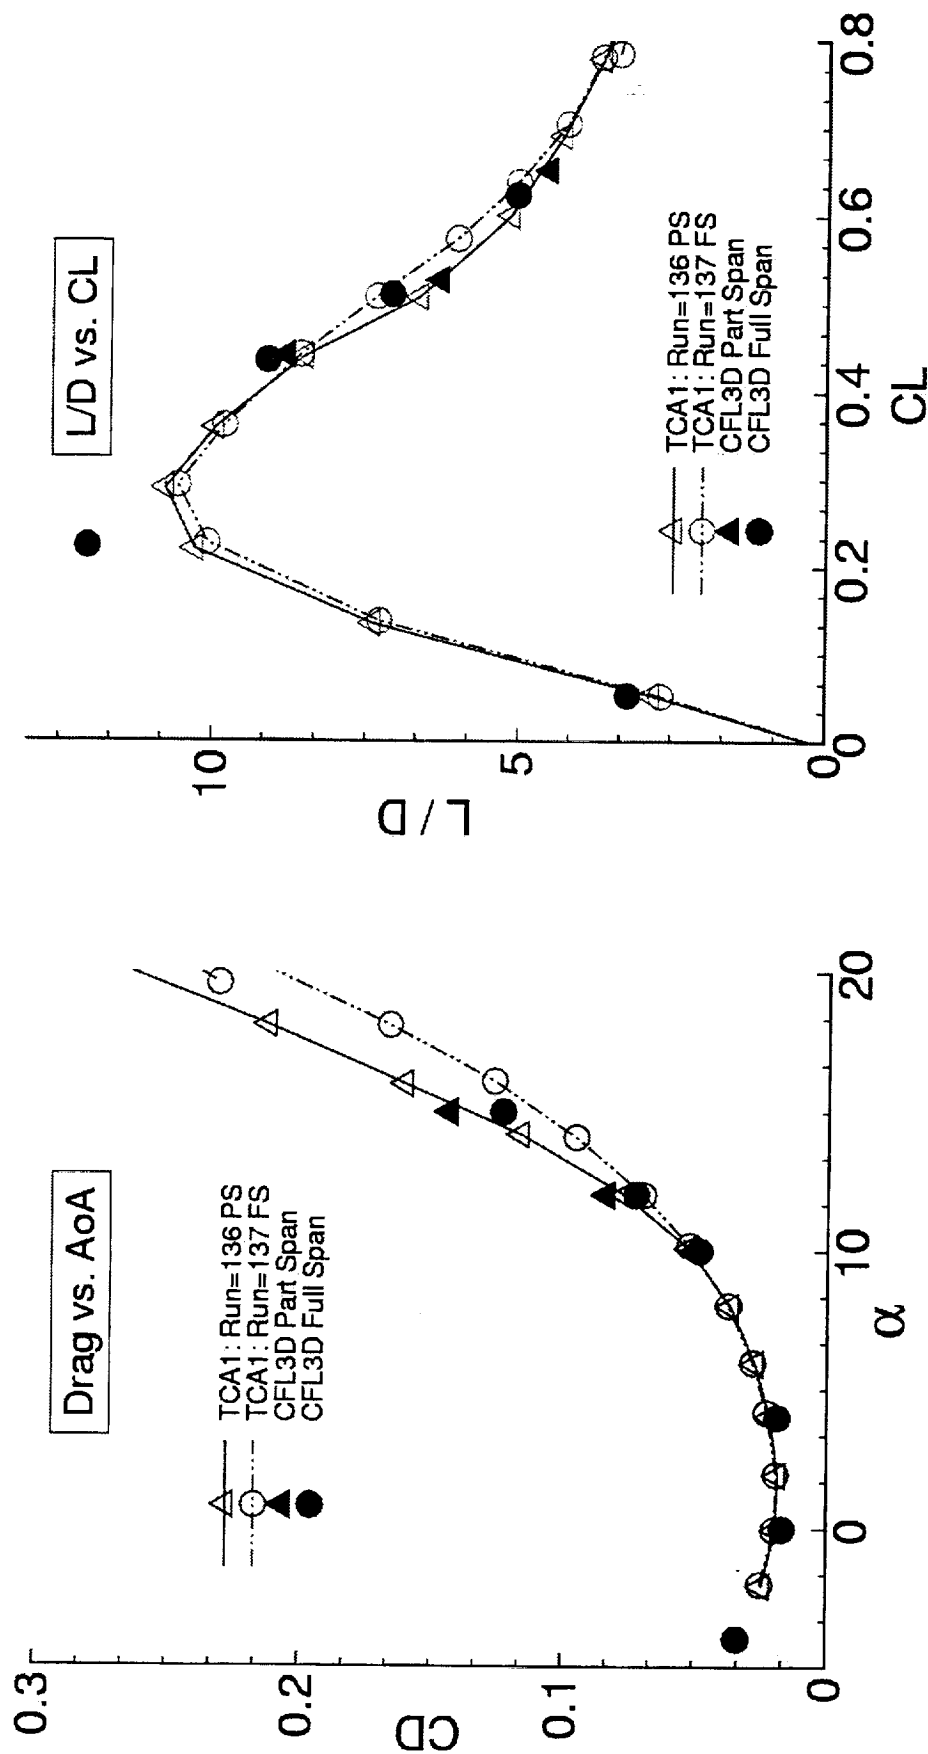 Drag vs. AoA
TCA1: Run=136 PS
TCA1: Run=137 FS
CFL3D Part Span
CFL3D Full Span
0.3
0.2
0.1
0
CD
0
10
20
α
L/D vs. CL
TCA1: Run=136 PS
TCA1: Run=137 FS
CFL3D Part Span
CFL3D Full Span
10
5
0
L/D
0
0.2
0.4
0.6
0.8
CL